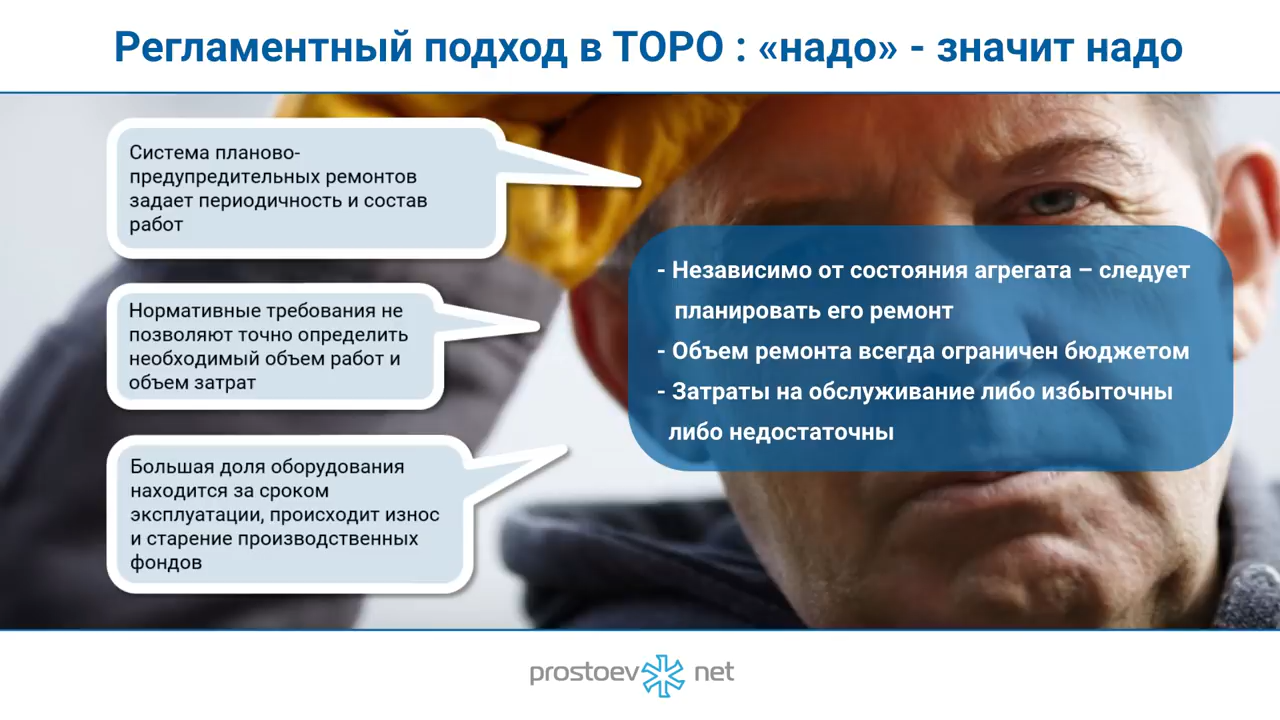 Регламентный подход в ТОРО : «надо» - значит надо
Система планово-
предупредительных ремонтов
задает периодичность и состав
работ
Нормативные требования не
позволяют точно определить
необходимый объем работ и
объем затрат
Большая доля оборудования
находится за сроком
эксплуатации, происходит износ
и старение производственных
фондов
- Независимо от состояния агрегата – следует
планировать его ремонт
- Объем ремонта всегда ограничен бюджетом
- Затраты на обслуживание либо избыточны
либо недостаточны
prostoev net